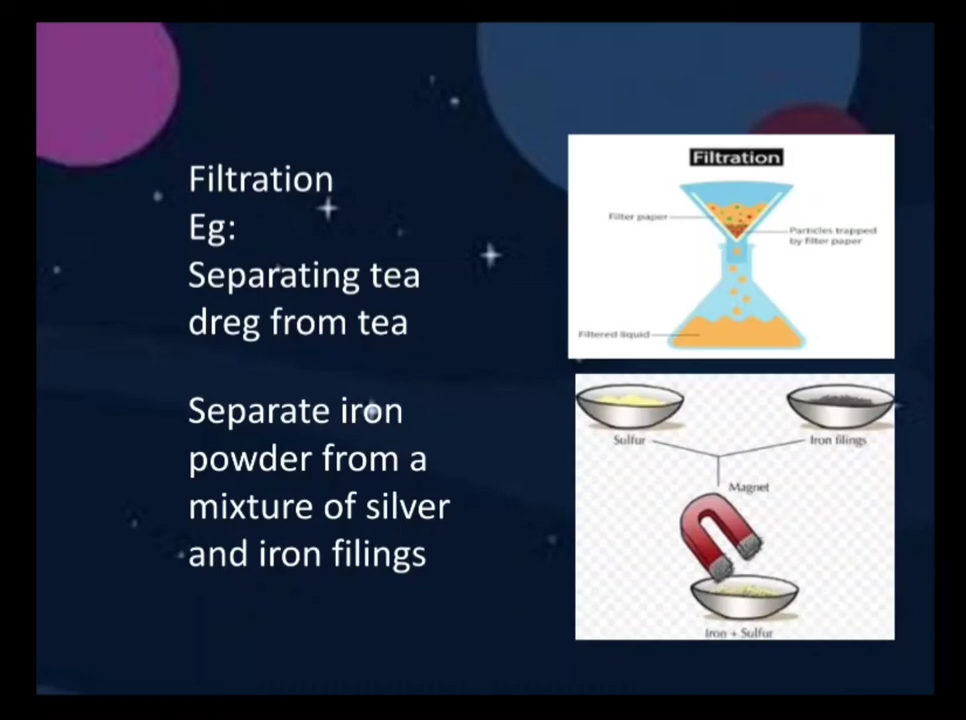 Filtration
Eg:
Separating tea
dreg from tea
Separate iron
powder from a
mixture of silver
and iron filings
Filtration
Filter paper
Particles trapped
by filter paper
Filtered liquid
Sulfur
Iron filings
Magnet
Iron + Sulfur